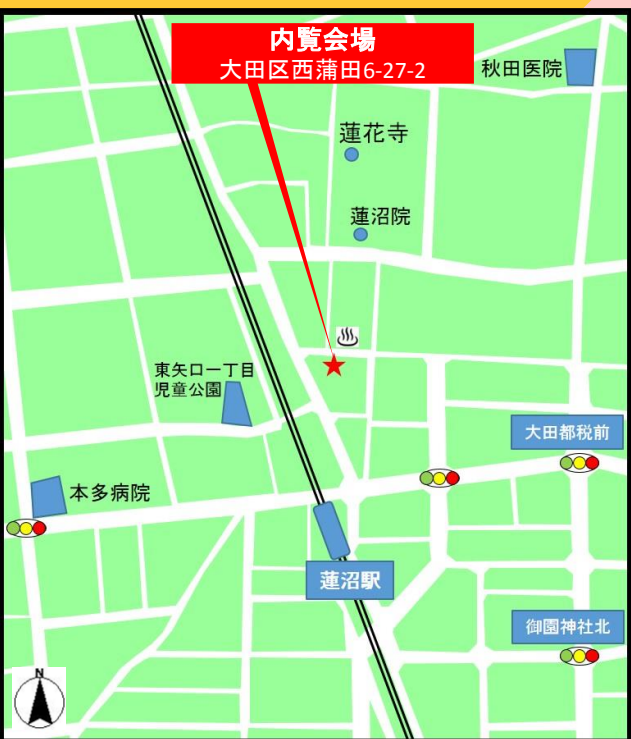 内覧会場
大田区西蒲田6-27-2
秋田医院
蓮花寺
蓮沼院
東矢口一丁目
児童公園
大田都税前
本多病院
蓮沼駅
御園神社北
N